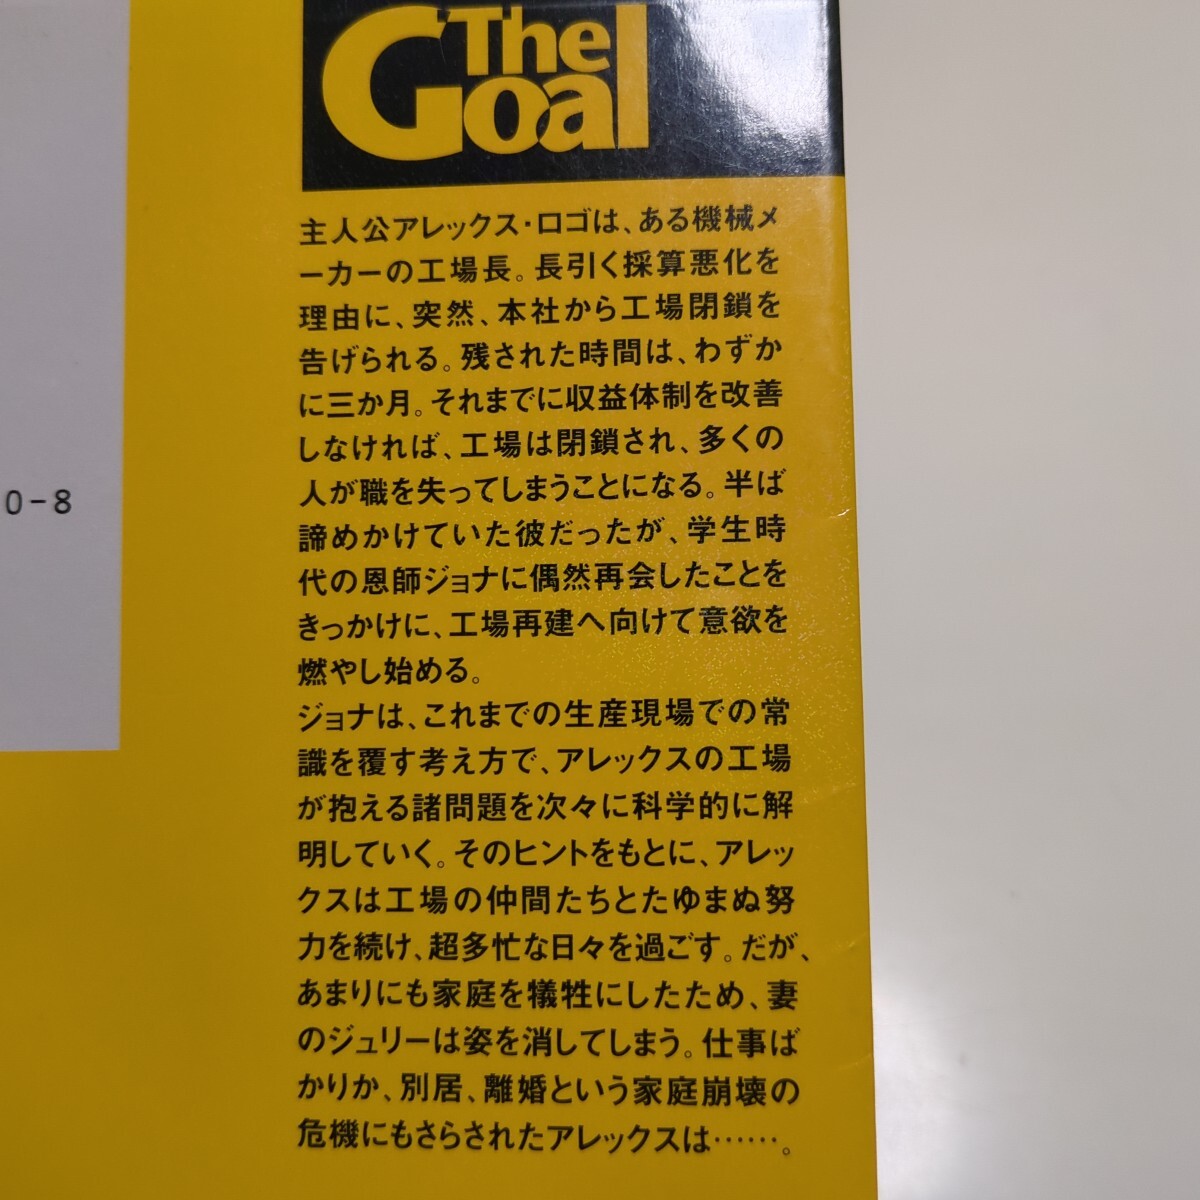 The
Goal
主人公アレックス・ロゴは、ある機械メ
ーカーの工場長。長引く採算悪化を
理由に、突然、本社から工場閉鎖を
告げられる。残された時間は、わずか
に三か月。それまでに収益体制を改善
しなければ、工場は閉鎖され、多くの
人が職を失ってしまうことになる。半ば
諦めかけていた彼だったが、学生時
代の恩師ジョナに偶然再会したことを
きっかけに、工場再建へ向けて意欲を
燃やし始める。
ジョナは、これまでの生産現場での常
識を覆す考え方で、アレックスの工場
が抱える諸問題を次々に科学的に解
明していく。そのヒントをもとに、アレッ
クスは工場の仲間たちとたゆまぬ努
力を続け、超多忙な日々を過ごす。だが、
あまりにも家庭を犠牲にしたため、妻
のジュリーは姿を消してしまう。仕事ば
かりか、別居、離婚という家庭崩壊の
危機にもさらされたアレックスは……。
0-8